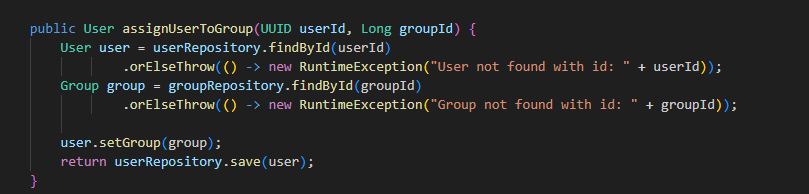 public User assignUserToGroup(UUID userId, Long groupId) {
User user = userRepository.findById(userId)
.orElseThrow(() -> new RuntimeException("User not found with id: " + userId));
Group group = groupRepository.findById(groupId)
.orElseThrow(() -> new RuntimeException("Group not found with id: " + groupId));
user.setGroup(group);
return userRepository.save(user);
}